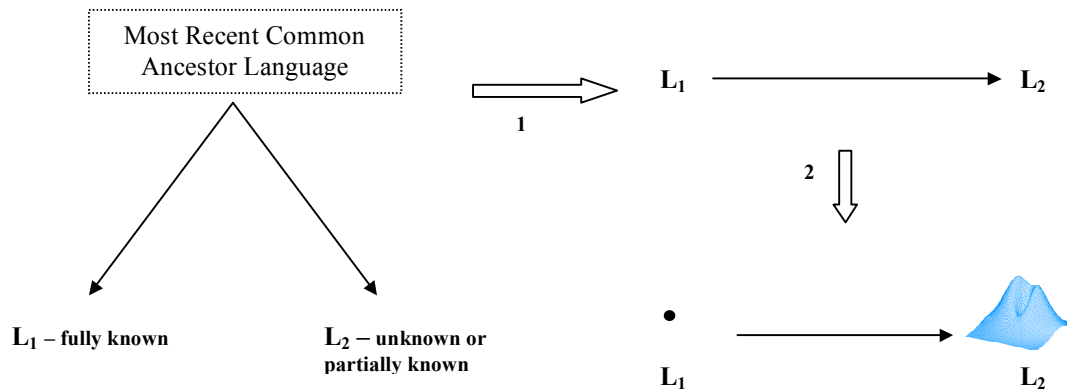 Most Recent Common
Ancestor Language
1
L₁
L₂
2
L₁ – fully known
L₂ – unknown or
partially known
L₁
L₂